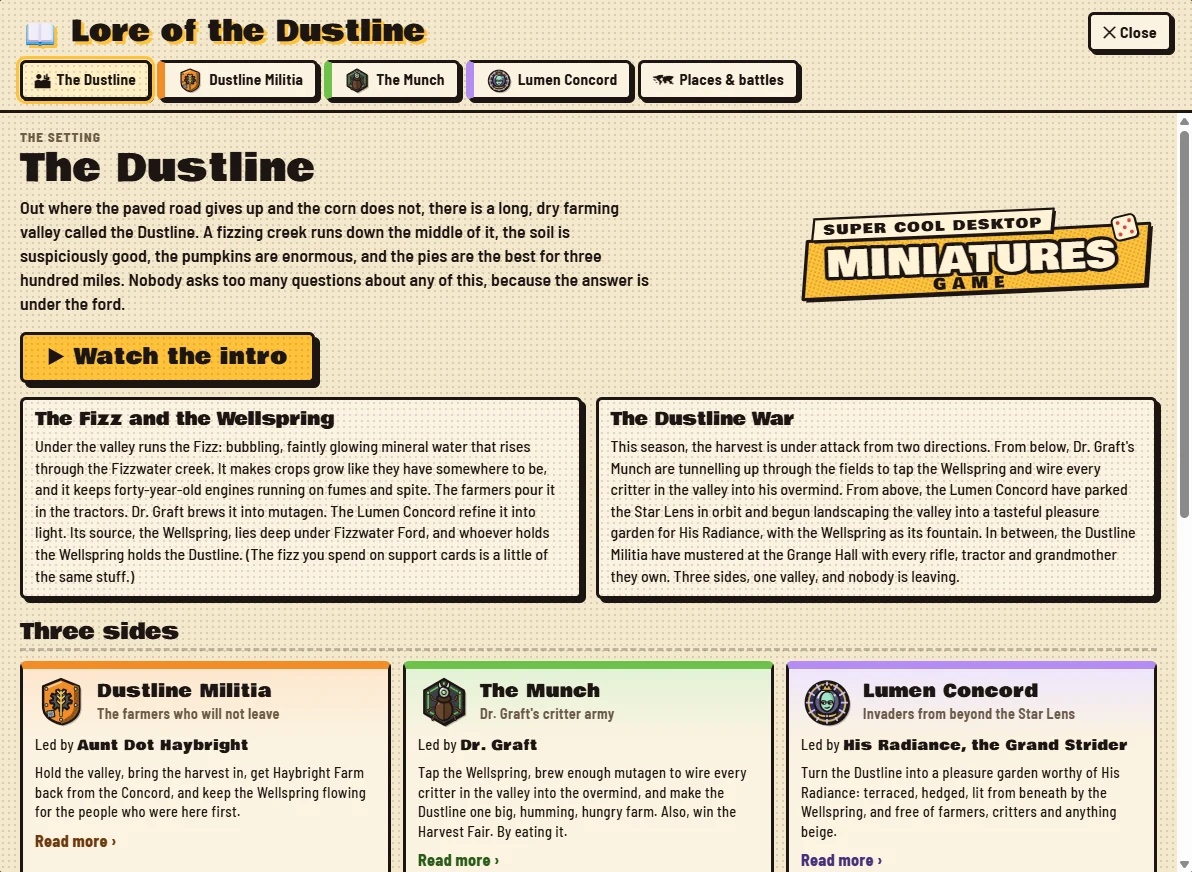 Lore of the Dustline
Close
The Dustline
Dustline Militia
The Munch
Lumen Concord
Places & battles
THE SETTING
The Dustline
Out where the paved road gives up and the corn does not, there is a long, dry farming
valley called the Dustline. A fizzing creek runs down the middle of it, the soil is
suspiciously good, the pumpkins are enormous, and the pies are the best for three
hundred miles. Nobody asks too many questions about any of this, because the answer is
under the ford.
SUPER COOL DESKTOP
MINIATURES
GAME
Watch the intro
The Fizz and the Wellspring
Under the valley runs the Fizz: bubbling, faintly glowing mineral water that rises
through the Fizzwater creek. It makes crops grow like they have somewhere to be,
and it keeps forty-year-old engines running on fumes and spite. The farmers pour it
in the tractors. Dr. Graft brews it into mutagen. The Lumen Concord refine it into
light. Its source, the Wellspring, lies deep under Fizzwater Ford, and whoever holds
the Wellspring holds the Dustline. (The fizz you spend on support cards is a little of
the same stuff.)
The Dustline War
This season, the harvest is under attack from two directions. From below, Dr. Graft's
Munch are tunnelling up through the fields to tap the Wellspring and wire every
critter in the valley into his overmind. From above, the Lumen Concord have parked
the Star Lens in orbit and begun landscaping the valley into a tasteful pleasure
garden for His Radiance, with the Wellspring as its fountain. In between, the Dustline
Militia have mustered at the Grange Hall with every rifle, tractor and grandmother
they own. Three sides, one valley, and nobody is leaving.
Three sides
Dustline Militia
The farmers who will not leave
Led by Aunt Dot Haybright
Hold the valley, bring the harvest in, get Haybright Farm
back from the Concord, and keep the Wellspring flowing
for the people who were here first.
Read more ›
The Munch
Dr. Graft's critter army
Led by Dr. Graft
Tap the Wellspring, brew enough mutagen to wire every
critter in the valley into the overmind, and make the
Dustline one big, humming, hungry farm. Also, win the
Harvest Fair. By eating it.
Read more ›
Lumen Concord
Invaders from beyond the Star Lens
Led by His Radiance, the Grand Strider
Turn the Dustline into a pleasure garden worthy of His
Radiance: terraced, hedged, lit from beneath by the
Wellspring, and free of farmers, critters and anything
beige.
Read more ›